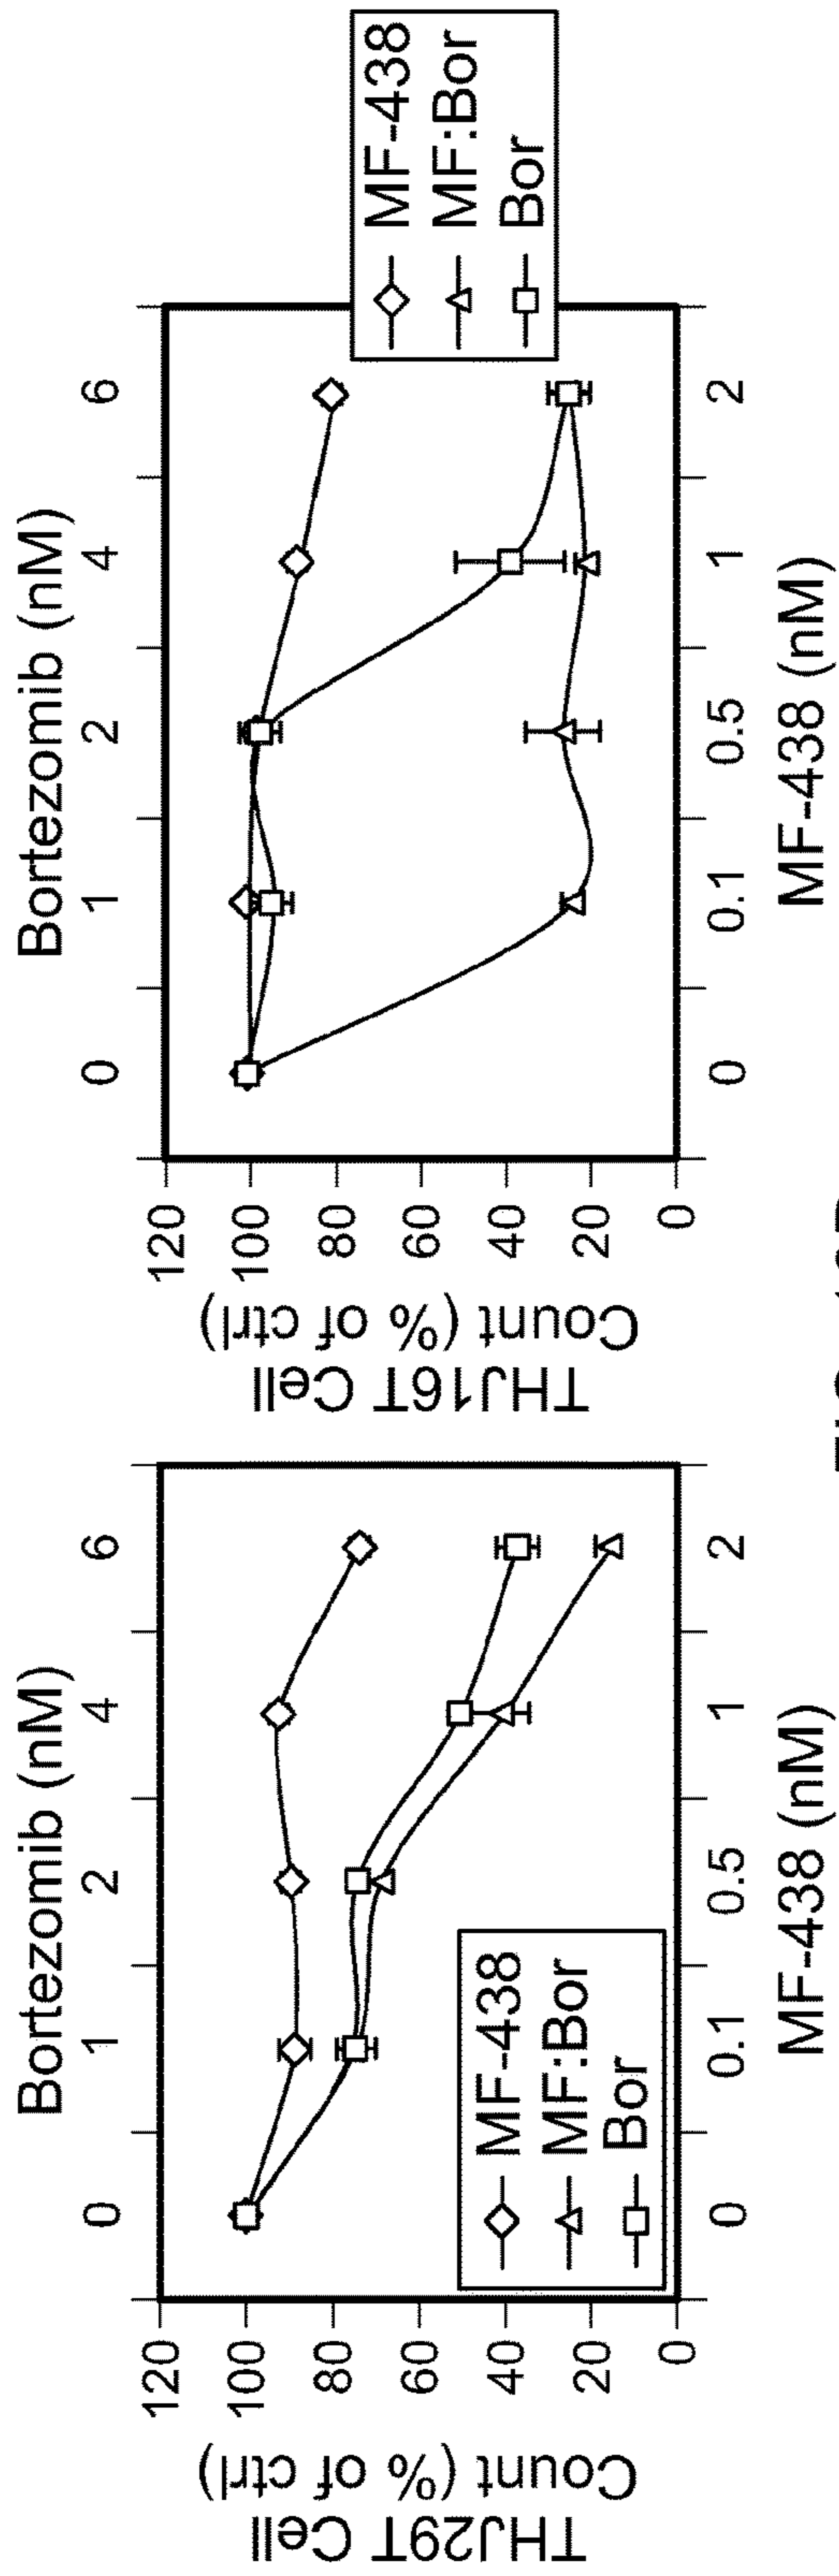 Bortezomib (nM)
0 1 2 4 6
THJ29T Cell
Count (% of ctrl)
120
100
80
60
40
20
0
MF-438
MF:Bor
Bor
0 0.1 0.5 1 2
MF-438 (nM)
Bortezomib (nM)
0 1 2 4 6
THJ16T Cell
Count (% of ctrl)
120
100
80
60
40
20
0
MF-438
MF:Bor
Bor
0 0.1 0.5 1 2
MF-438 (nM)